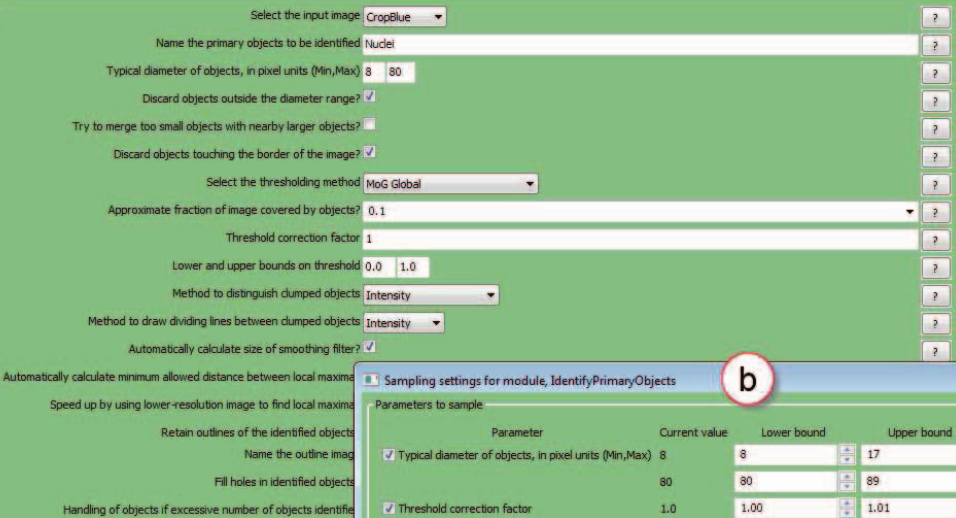 Select the input image CropBlue ?
Name the primary objects to be identified Nuclei ?
Typical diameter of objects, in pixel units (Min,Max) 8 80 ?
Discard objects outside the diameter range? ?
Try to merge too small objects with nearby larger objects? ?
Discard objects touching the border of the image? ?
Select the thresholding method MoG Global ?
Approximate fraction of image covered by objects? 0.1 ?
Threshold correction factor 1 ?
Lower and upper bounds on threshold 0.0 1.0 ?
Method to distinguish clumped objects Intensity ?
Method to draw dividing lines between clumped objects Intensity ?
Automatically calculate size of smoothing filter? ?
Automatically calculate minimum allowed distance between local maxima
Speed up by using lower-resolution image to find local maxima
Retain outlines of the identified objects
Name the outline imag
Fill holes in identified objects
Handling of objects if excessive number of objects identifie
Sampling settings for module, IdentifyPrimaryObjects
b
Parameters to sample
Parameter Current value Lower bound Upper bound
Typical diameter of objects, in pixel units (Min,Max) 8 8 17
80 80 89
Threshold correction factor 1.0 1.00 1.01